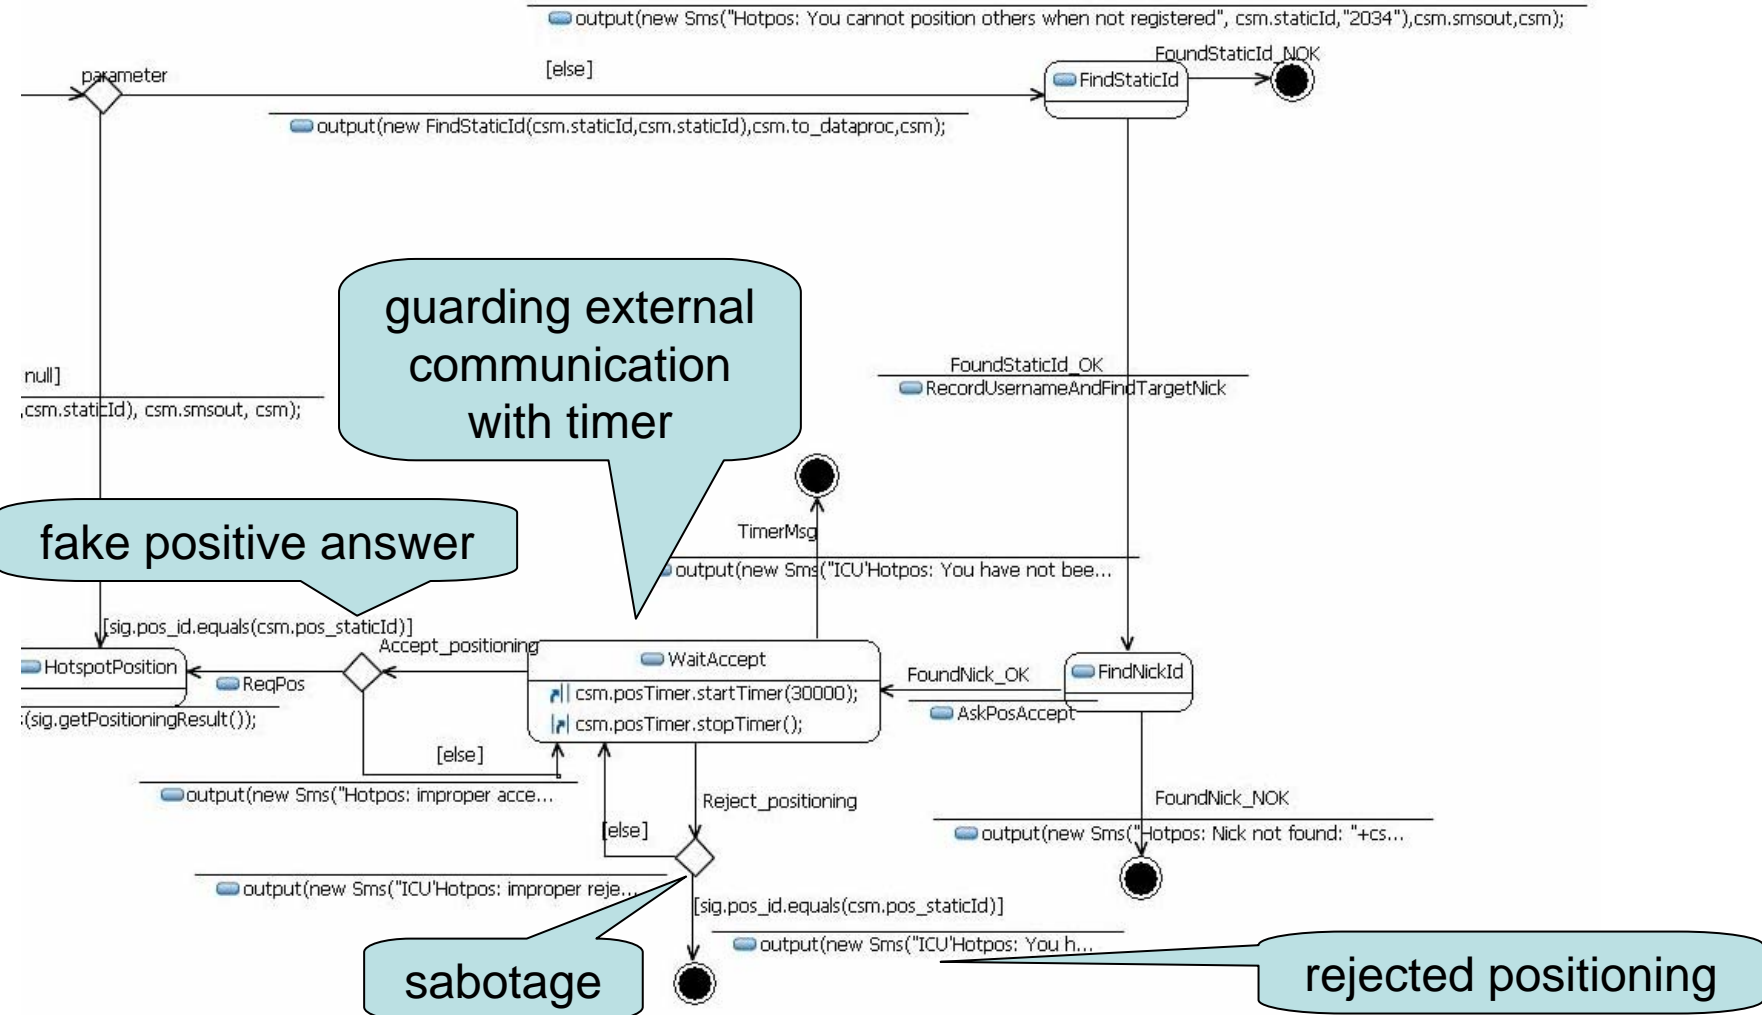 output(new Sms("Hotpos: You cannot position others when not registered", csm.staticId,"2034"),csm.smsout,csm);
FoundStaticId_NOK
parameter
[else]
FindStaticId
output(new FindStaticId(csm.staticId,csm.staticId),csm.to_dataproc,csm);
guarding external
communication
with timer
null]
,csm.staticId), csm.smsout, csm);
FoundStaticId_OK
RecordUsernameAndFindTargetNick
fake positive answer
TimerMsg
output(new Sms("ICU'Hotpos: You have not bee...
[sig.pos_id.equals(csm.pos_staticId)]
Accept_positioning
HotspotPosition
ReqPos
WaitAccept
csm.posTimer.startTimer(30000);
csm.posTimer.stopTimer();
FoundNick_OK
AskPosAccept
FindNickId
(sig.getPositioningResult());
[else]
output(new Sms("Hotpos: improper acce...
Reject_positioning
[else]
FoundNick_NOK
output(new Sms("Hotpos: Nick not found: "+cs...
output(new Sms("ICU'Hotpos: improper reje...
[sig.pos_id.equals(csm.pos_staticId)]
output(new Sms("ICU'Hotpos: You h...
sabotage
rejected positioning